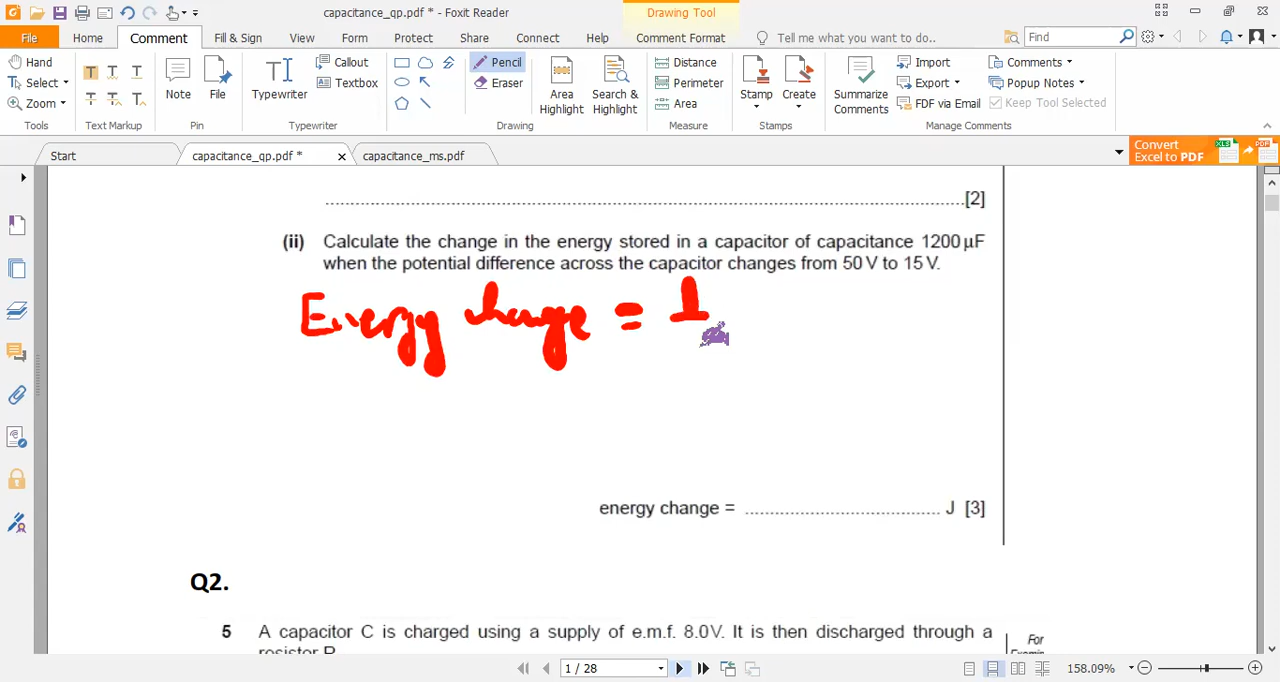 capacitance_qp.pdf * - Foxit Reader
Drawing Tool
File Home Comment Fill & Sign View Form Protect Share Connect Help Comment Format Tell me what you want to do... Find
Hand
Select
Zoom
Tools
T T T
T T T
Text Markup
Note
File
Pin
Typewriter
Callout
Textbox
Typewriter
Pencil
Eraser
Drawing
Area Highlight
Search & Highlight
Distance
Perimeter
Area
Measure
Stamp
Create
Stamps
Summarize Comments
Import
Export
FDF via Email
Comments
Popup Notes
Keep Tool Selected
Manage Comments
Start capacitance_qp.pdf * capacitance_ms.pdf
Convert
Excel to PDF
XLS PDF
[2]
(ii) Calculate the change in the energy stored in a capacitor of capacitance 1200 µF
when the potential difference across the capacitor changes from 50 V to 15 V.
Energy change = 1
energy change = ........................................ J [3]
Q2.
5 A capacitor C is charged using a supply of e.m.f. 8.0V. It is then discharged through a
resistor R
For
1 / 28 158.09%